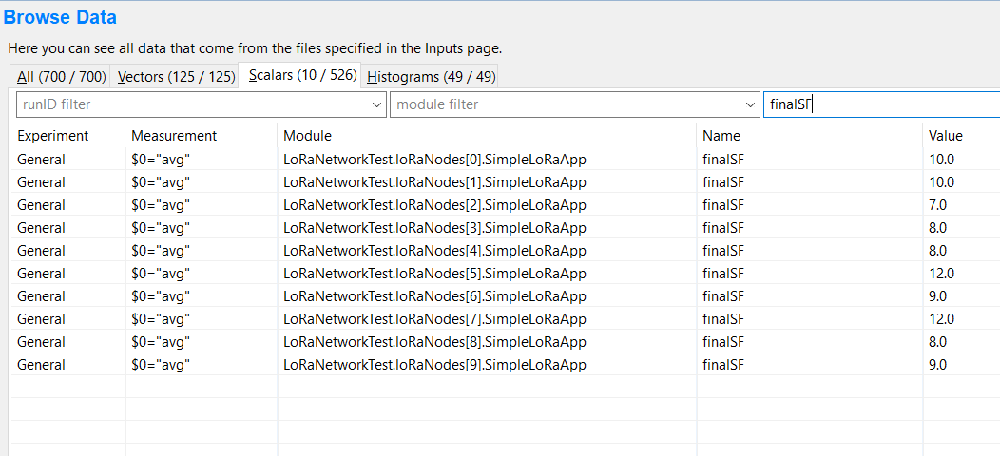 Browse Data
Here you can see all data that come from the files specified in the Inputs page.
All (700 / 700) Vectors (125 / 125) Scalars (10 / 526) Histograms (49 / 49)
runID filter module filter finalSF
Experiment Measurement Module Name Value
General $0="avg" LoRaNetworkTest.loRaNodes[0].SimpleLoRaApp finalSF 10.0
General $0="avg" LoRaNetworkTest.loRaNodes[1].SimpleLoRaApp finalSF 10.0
General $0="avg" LoRaNetworkTest.loRaNodes[2].SimpleLoRaApp finalSF 7.0
General $0="avg" LoRaNetworkTest.loRaNodes[3].SimpleLoRaApp finalSF 8.0
General $0="avg" LoRaNetworkTest.loRaNodes[4].SimpleLoRaApp finalSF 8.0
General $0="avg" LoRaNetworkTest.loRaNodes[5].SimpleLoRaApp finalSF 12.0
General $0="avg" LoRaNetworkTest.loRaNodes[6].SimpleLoRaApp finalSF 9.0
General $0="avg" LoRaNetworkTest.loRaNodes[7].SimpleLoRaApp finalSF 12.0
General $0="avg" LoRaNetworkTest.loRaNodes[8].SimpleLoRaApp finalSF 8.0
General $0="avg" LoRaNetworkTest.loRaNodes[9].SimpleLoRaApp finalSF 9.0